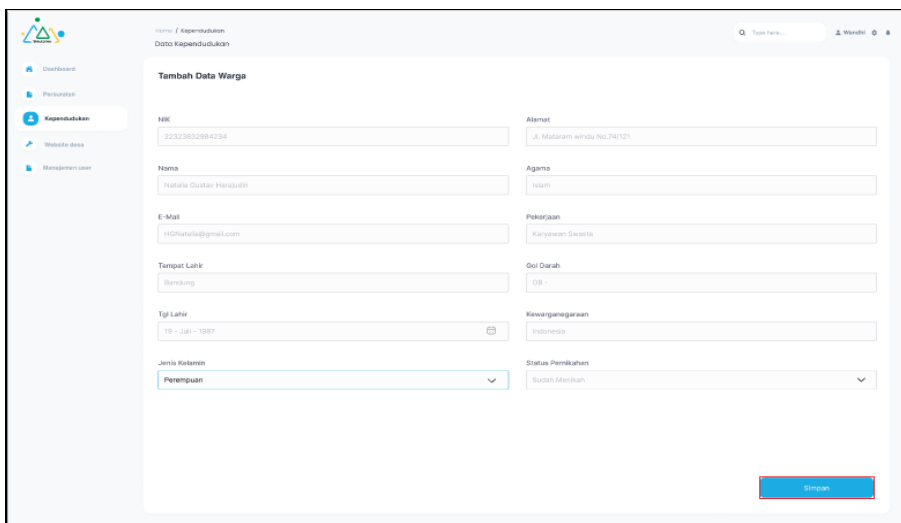 Home / Kependudukan
Data Kependudukan
Type here...
Wandhi
Dashboard
Persuratan
Kependudukan
Website desa
Manajemen user
Tambah Data Warga
NIK
22323832984234
Alamat
Jl. Mataram windu No.74/121
Nama
Natalia Gustav Harajudin
Agama
Islam
E-Mail
HGNatalia@gmail.com
Pekerjaan
Karyawan Swasta
Tempat Lahir
Bandung
Gol Darah
OB -
Tgl Lahir
19 - Juli - 1987
Kewarganegaraan
Indonesia
Jenis Kelamin
Perempuan
Status Pernikahan
Sudah Menikah
Simpan